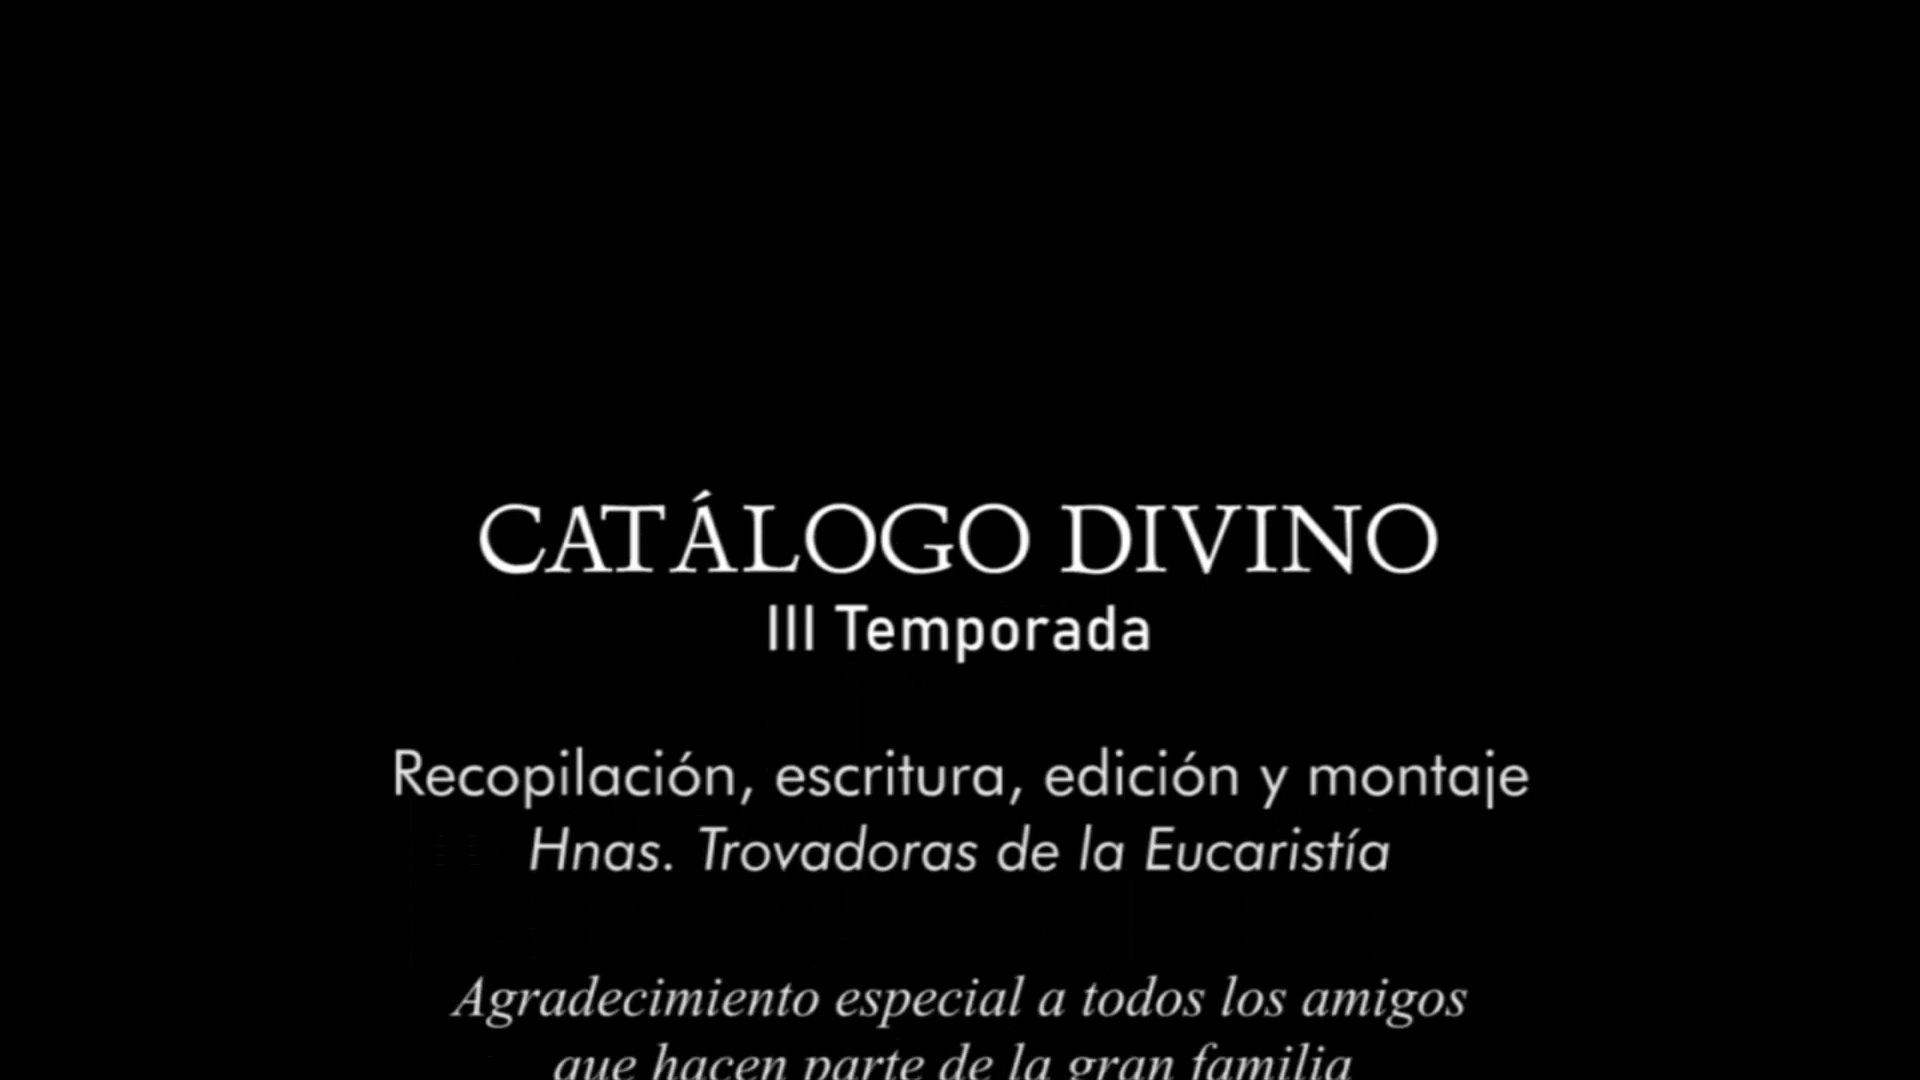 CATÁLOGO DIVINO
III Temporada
Recopilación, escritura, edición y montaje
Hnas. Trovadoras de la Eucaristía
Agradecimiento especial a todos los amigos
que hacen parte de la gran familia